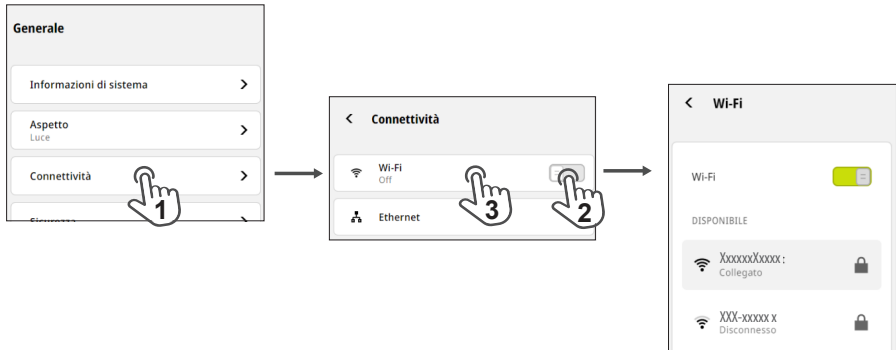 Generale
Informazioni di sistema
Aspetto
Luce
Connettività
1
Sicurezza
Connettività
Wi-Fi
Off
3
2
Ethernet
Wi-Fi
Wi-Fi
DISPONIBILE
XxxxxxXxxxx :
Collegato
XXX-xxxxx x
Disconnesso